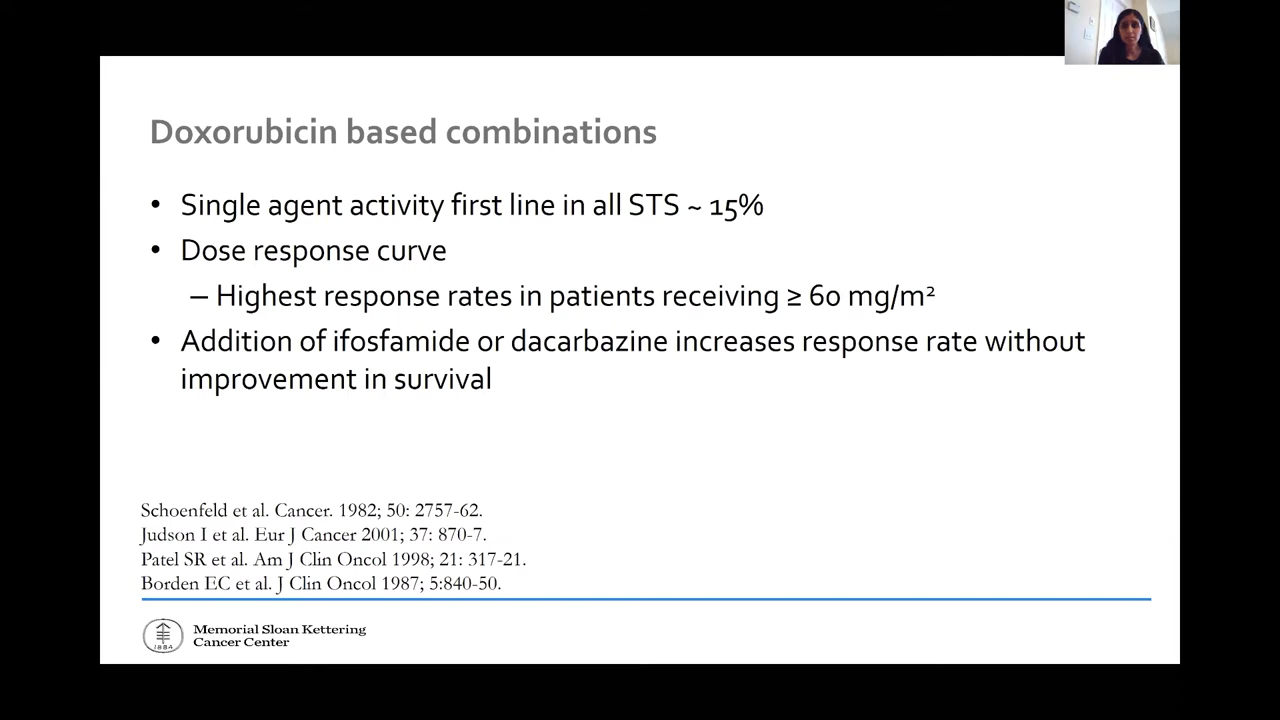 Doxorubicin based combinations
• Single agent activity first line in all STS ~ 15%
• Dose response curve
– Highest response rates in patients receiving ≥ 60 mg/m²
• Addition of ifosfamide or dacarbazine increases response rate without
improvement in survival
Schoenfeld et al. Cancer. 1982; 50: 2757-62.
Judson I et al. Eur J Cancer 2001; 37: 870-7.
Patel SR et al. Am J Clin Oncol 1998; 21: 317-21.
Borden EC et al. J Clin Oncol 1987; 5:840-50.
1884
Memorial Sloan Kettering
Cancer Center